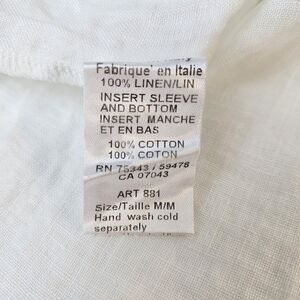 Fabrique' en Italie
100% LINEN/LIN
INSERT SLEEVE
AND BOTTOM
INSERT MANCHE
ET EN BAS
100% COTTON
100% COTON
RN 75343 / 59478
CA 07043
ART 881
Size/Taille M/M
Hand wash cold
separately